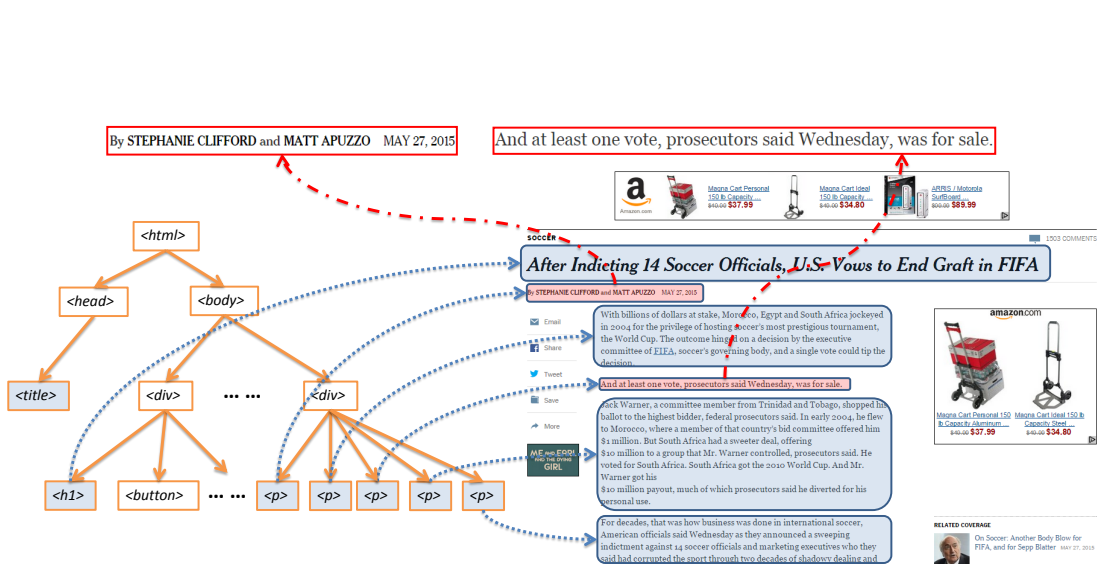 By STEPHANIE CLIFFORD and MATT APUZZO MAY 27, 2015
And at least one vote, prosecutors said Wednesday, was for sale.
a
Amazon.com
Magna Cart Personal
150 lb Capacity ...
$40.00 $37.99
Magna Cart Ideal
150 lb Capacity ...
$49.00 $34.80
ARRIS / Motorola
SurfBoard ...
$89.99
<html>
<head>
<body>
<title>
<div>
... ...
<div>
<h1>
<button>
... ...
<p>
<p>
<p>
<p>
<p>
SOCCER
1503 COMMENTS
After Indicting 14 Soccer Officials, U.S. Vows to End Graft in FIFA
By STEPHANIE CLIFFORD and MATT APUZZO MAY 27, 2015
Email
Share
Tweet
Save
More
ME AND EARL
AND THE DYING
GIRL
With billions of dollars at stake, Morocco, Egypt and South Africa jockeyed
in 2004 for the privilege of hosting soccer's most prestigious tournament,
the World Cup. The outcome hinged on a decision by the executive
committee of FIFA, soccer's governing body, and a single vote could tip the
decision.
And at least one vote, prosecutors said Wednesday, was for sale.
Jack Warner, a committee member from Trinidad and Tobago, shopped his
ballot to the highest bidder, federal prosecutors said. In early 2004, he flew
to Morocco, where a member of that country's bid committee offered him
$1 million. But South Africa had a sweeter deal, offering
$10 million to a group that Mr. Warner controlled, prosecutors said. He
voted for South Africa. South Africa got the 2010 World Cup. And Mr.
Warner got his
$10 million payout, much of which prosecutors said he diverted for his
personal use.
For decades, that was how business was done in international soccer,
American officials said Wednesday as they announced a sweeping
indictment against 14 soccer officials and marketing executives who they
said had corrupted the sport through two decades of shadowy dealing and
amazon.com
Magna Cart Personal 150
lb Capacity Aluminum ...
$40.00 $37.99
Magna Cart Ideal 150 lb
Capacity Steel ...
$49.00 $34.80
RELATED COVERAGE
On Soccer: Another Body Blow for
FIFA, and for Sepp Blatter MAY 27, 2015